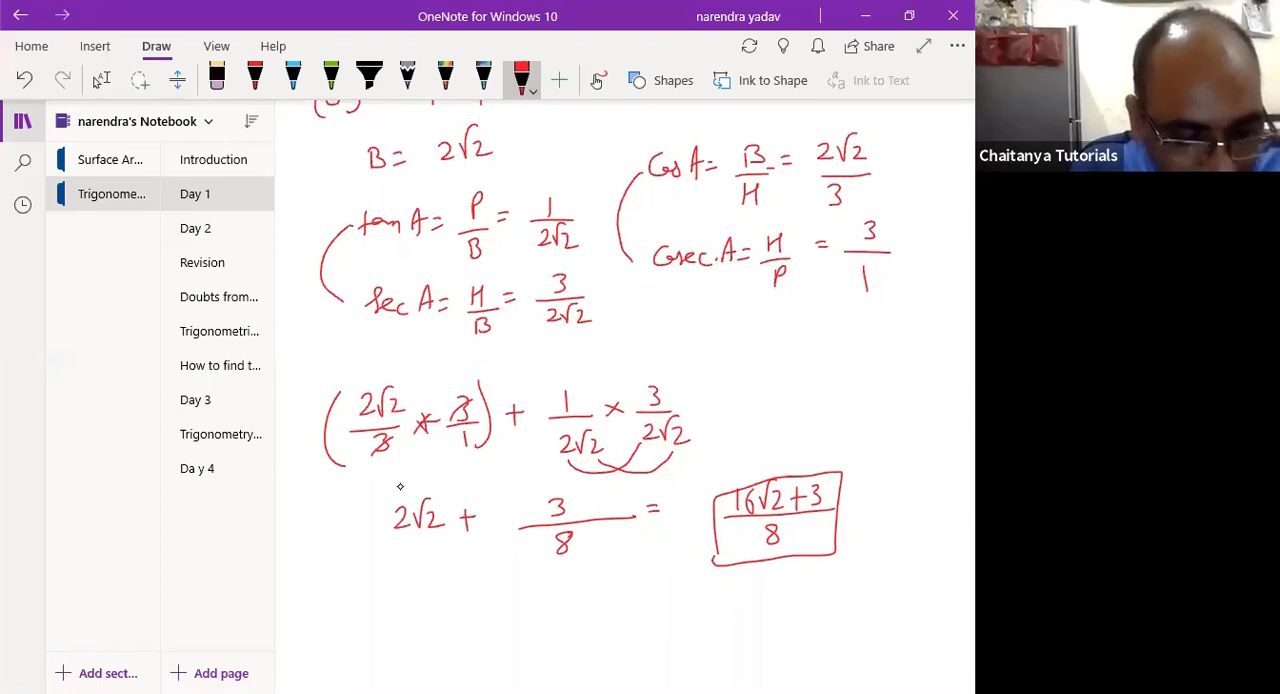 OneNote for Windows 10
narendra yadav
Home
Insert
Draw
View
Help
Share
Shapes
Ink to Shape
Ink to Text
narendra's Notebook
Surface Ar...
Trigonome...
Introduction
Day 1
Day 2
Revision
Doubts from...
Trigonometri...
How to find t...
Day 3
Trigonometry...
Da y 4
Add sect...
Add page
B = 2√2
tan A = P/B = 1/2√2
sec A = H/B = 3/2√2
Cos A = B/H = 2√2/3
Cosec.A = H/P = 3/1
(2√2/3 × 3/1) + 1/2√2 × 3/2√2
2√2 + 3/8 = 16√2+3/8
Chaitanya Tutorials